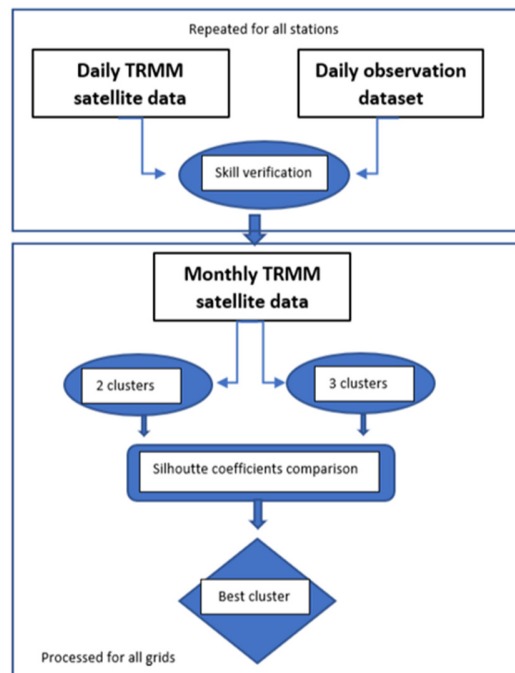 Repeated for all stations
Daily TRMM
satellite data
Daily observation
dataset
Skill verification
Monthly TRMM
satellite data
2 clusters
3 clusters
Silhoutte coefficients comparison
Best cluster
Processed for all grids